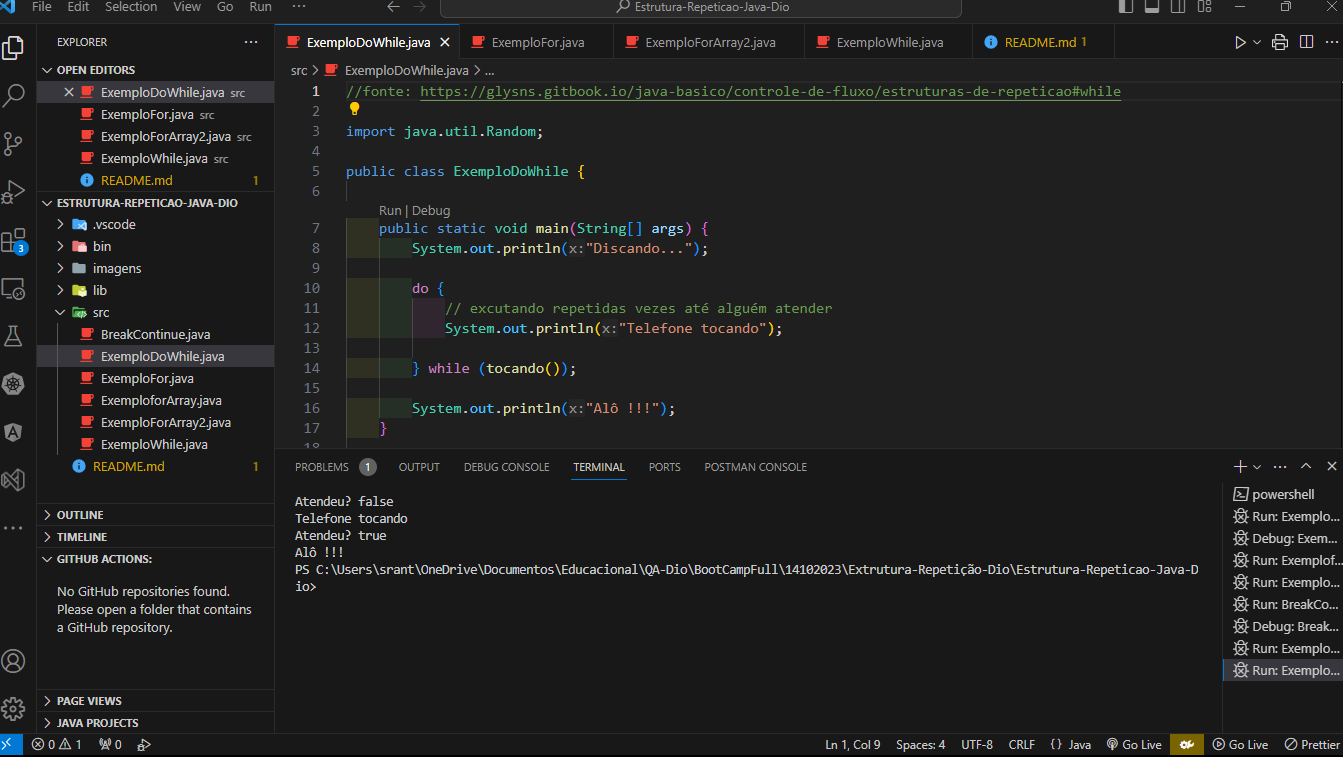 File Edit Selection View Go Run ··· Estrutura-Repeticao-Java-Dio
EXPLORER ···
OPEN EDITORS
ExemploDoWhile.java src
ExemploFor.java src
ExemploForArray2.java src
ExemploWhile.java src
README.md 1
ESTRUTURA-REPETICAO-JAVA-DIO
.vscode
bin
imagens
lib
src
BreakContinue.java
ExemploDoWhile.java
ExemploFor.java
ExemploforArray.java
ExemploForArray2.java
ExemploWhile.java
README.md 1
OUTLINE
TIMELINE
GITHUB ACTIONS:
No GitHub repositories found.
Please open a folder that contains
a GitHub repository.
PAGE VIEWS
JAVA PROJECTS
3
ExemploDoWhile.java ExemploFor.java ExemploForArray2.java ExemploWhile.java README.md 1
src > ExemploDoWhile.java > ...
1 //fonte: https://glysns.gitbook.io/java-basico/controle-de-fluxo/estruturas-de-repeticao#while
2
3 import java.util.Random;
4
5 public class ExemploDoWhile {
6
Run | Debug
7 public static void main(String[] args) {
8 System.out.println(x:"Discando...");
9
10 do {
11 // excutando repetidas vezes até alguém atender
12 System.out.println(x:"Telefone tocando");
13
14 } while (tocando());
15
16 System.out.println(x:"Alô !!!");
17 }
18
PROBLEMS 1 OUTPUT DEBUG CONSOLE TERMINAL PORTS POSTMAN CONSOLE
Atendeu? false
Telefone tocando
Atendeu? true
Alô !!!
PS C:\Users\srant\OneDrive\Documentos\Educacional\QA-Dio\BootCampFull\14102023\Extrutura-Repetição-Dio\Estrutura-Repeticao-Java-D
io>
powershell
Run: Exemplo...
Debug: Exem...
Run: Exemplof...
Run: Exemplo...
Run: BreakCo...
Debug: Break...
Run: Exemplo...
Run: Exemplo...
0 1 0 Ln 1, Col 9 Spaces: 4 UTF-8 CRLF {} Java Go Live Go Live Prettier